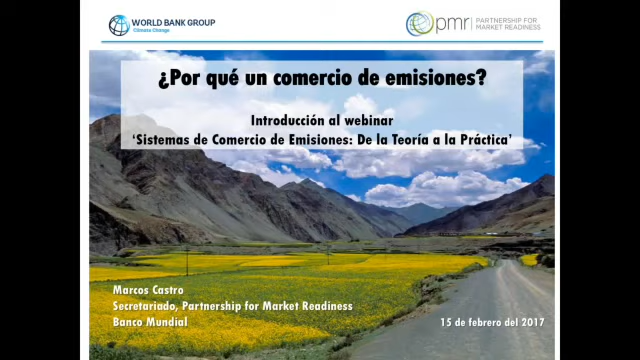 WORLD BANK GROUP
Climate Change
pmr
PARTNERSHIP FOR
MARKET READINESS
¿Por qué un comercio de emisiones?
Introducción al webinar
‘Sistemas de Comercio de Emisiones: De la Teoría a la Práctica’
Marcos Castro
Secretariado, Partnership for Market Readiness
Banco Mundial
15 de febrero del 2017